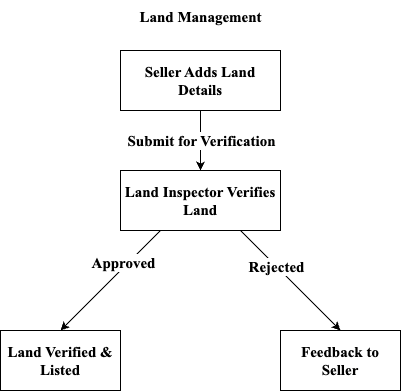 Land Management
Seller Adds Land
Details
Submit for Verification
Land Inspector Verifies
Land
Approved
Rejected
Land Verified &
Listed
Feedback to
Seller